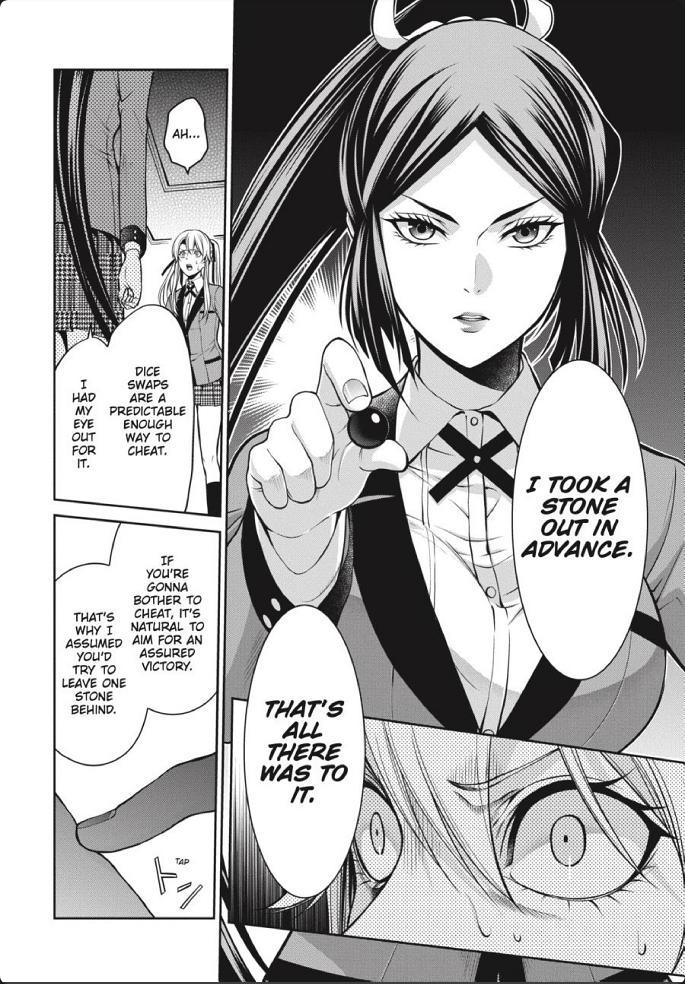 I TOOK A
STONE
OUT IN
ADVANCE.
THAT'S
ALL
THERE
WAS TO
IT.
AH...
DICE
SWAPS
ARE A
PREDICTABLE
ENOUGH
WAY TO
CHEAT.
I
HAD
MY
EYE
OUT
FOR
IT.
IF
YOU'RE
GONNA
BOTHER TO
CHEAT, IT'S
NATURAL TO
AIM FOR AN
ASSURED
VICTORY.
THAT'S
WHY I
ASSUMED
YOU'D
TRY TO
LEAVE ONE
STONE
BEHIND.
TAP
トン